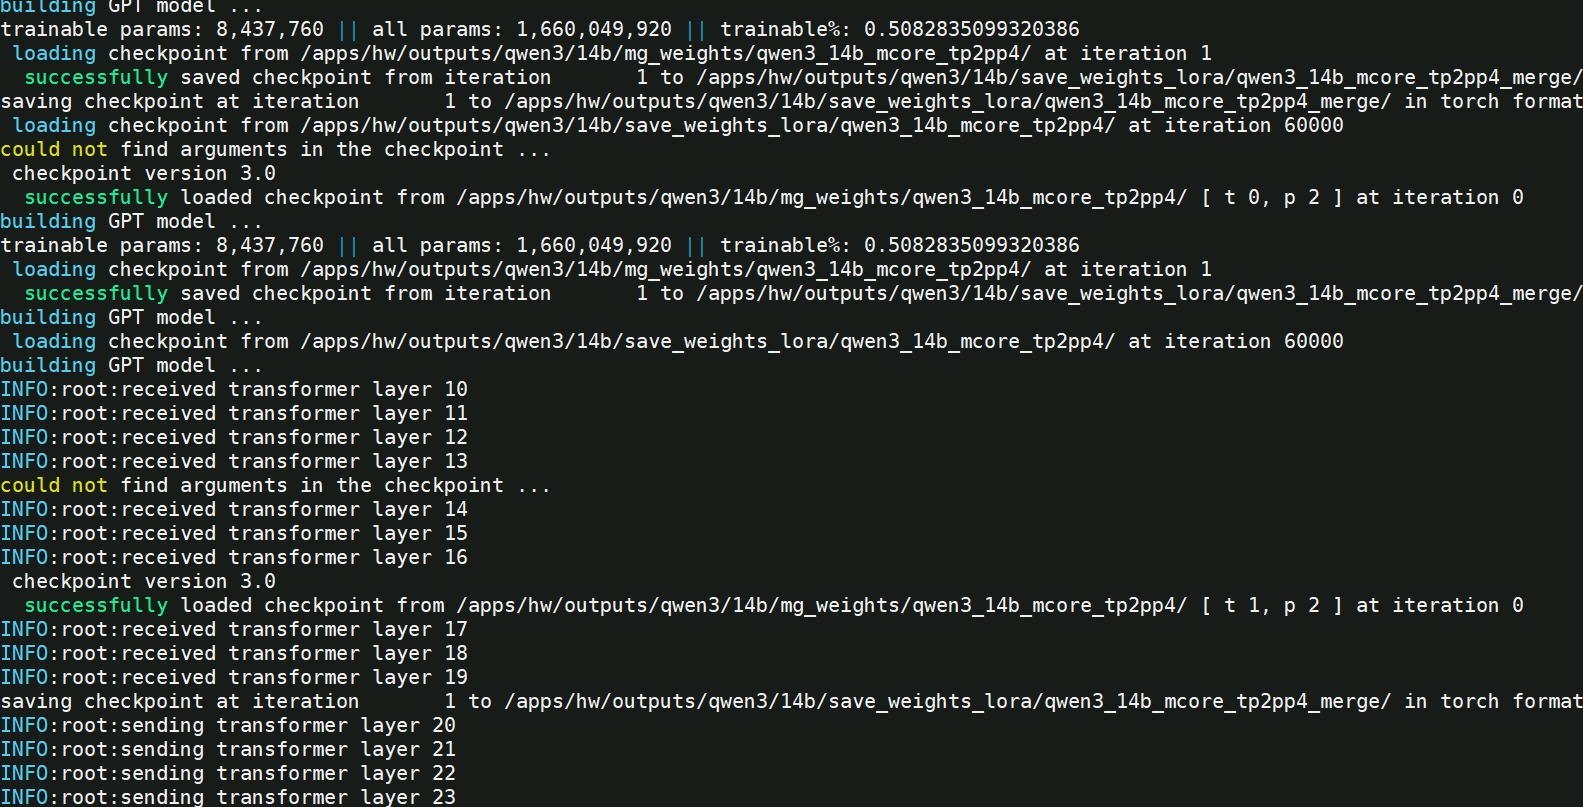 building GPT model ...
trainable params: 8,437,760 || all params: 1,660,049,920 || trainable%: 0.5082835099320386
loading checkpoint from /apps/hw/outputs/qwen3/14b/mg_weights/qwen3_14b_mcore_tp2pp4/ at iteration 1
successfully saved checkpoint from iteration       1 to /apps/hw/outputs/qwen3/14b/save_weights_lora/qwen3_14b_mcore_tp2pp4_merge/
saving checkpoint at iteration       1 to /apps/hw/outputs/qwen3/14b/save_weights_lora/qwen3_14b_mcore_tp2pp4_merge/ in torch format
loading checkpoint from /apps/hw/outputs/qwen3/14b/save_weights_lora/qwen3_14b_mcore_tp2pp4/ at iteration 60000
could not find arguments in the checkpoint ...
checkpoint version 3.0
successfully loaded checkpoint from /apps/hw/outputs/qwen3/14b/mg_weights/qwen3_14b_mcore_tp2pp4/ [ t 0, p 2 ] at iteration 0
building GPT model ...
trainable params: 8,437,760 || all params: 1,660,049,920 || trainable%: 0.5082835099320386
loading checkpoint from /apps/hw/outputs/qwen3/14b/mg_weights/qwen3_14b_mcore_tp2pp4/ at iteration 1
successfully saved checkpoint from iteration       1 to /apps/hw/outputs/qwen3/14b/save_weights_lora/qwen3_14b_mcore_tp2pp4_merge/
building GPT model ...
loading checkpoint from /apps/hw/outputs/qwen3/14b/save_weights_lora/qwen3_14b_mcore_tp2pp4/ at iteration 60000
building GPT model ...
INFO:root:received transformer layer 10
INFO:root:received transformer layer 11
INFO:root:received transformer layer 12
INFO:root:received transformer layer 13
could not find arguments in the checkpoint ...
INFO:root:received transformer layer 14
INFO:root:received transformer layer 15
INFO:root:received transformer layer 16
checkpoint version 3.0
successfully loaded checkpoint from /apps/hw/outputs/qwen3/14b/mg_weights/qwen3_14b_mcore_tp2pp4/ [ t 1, p 2 ] at iteration 0
INFO:root:received transformer layer 17
INFO:root:received transformer layer 18
INFO:root:received transformer layer 19
saving checkpoint at iteration       1 to /apps/hw/outputs/qwen3/14b/save_weights_lora/qwen3_14b_mcore_tp2pp4_merge/ in torch format
INFO:root:sending transformer layer 20
INFO:root:sending transformer layer 21
INFO:root:sending transformer layer 22
INFO:root:sending transformer layer 23